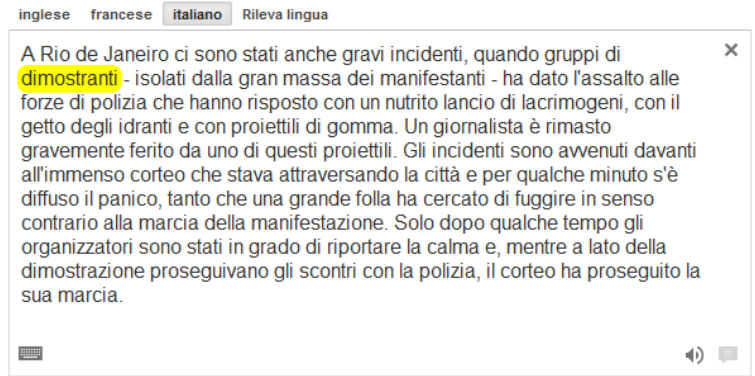 inglese francese italiano Rileva lingua
A Rio de Janeiro ci sono stati anche gravi incidenti, quando gruppi di
dimostranti - isolati dalla gran massa dei manifestanti - ha dato l'assalto alle
forze di polizia che hanno risposto con un nutrito lancio di lacrimogeni, con il
getto degli idranti e con proiettili di gomma. Un giornalista è rimasto
gravemente ferito da uno di questi proiettili. Gli incidenti sono avvenuti davanti
all'immenso corteo che stava attraversando la città e per qualche minuto s'è
diffuso il panico, tanto che una grande folla ha cercato di fuggire in senso
contrario alla marcia della manifestazione. Solo dopo qualche tempo gli
organizzatori sono stati in grado di riportare la calma e, mentre a lato della
dimostrazione proseguivano gli scontri con la polizia, il corteo ha proseguito la
sua marcia.